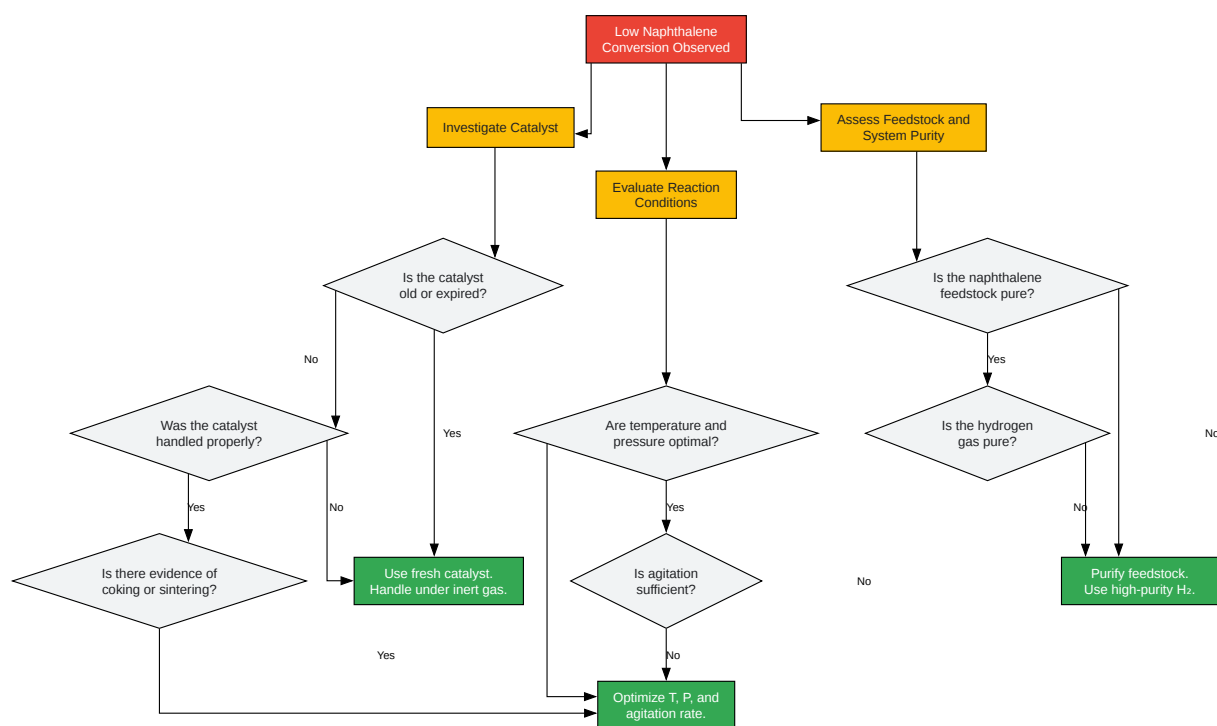 Low Naphthalene
Conversion Observed
Investigate Catalyst
Assess Feedstock and
System Purity
Evaluate Reaction
Conditions
Is the catalyst
old or expired?
Is the naphthalene
feedstock pure?
No
Yes
Was the catalyst
handled properly?
Yes
Are temperature and
pressure optimal?
Is the hydrogen
gas pure?
No
Yes
No
Yes
No
Is there evidence of
coking or sintering?
Use fresh catalyst.
Handle under inert gas.
Is agitation
sufficient?
No
Purify feedstock.
Use high-purity H₂.
Yes
No
Optimize T, P, and
agitation rate.